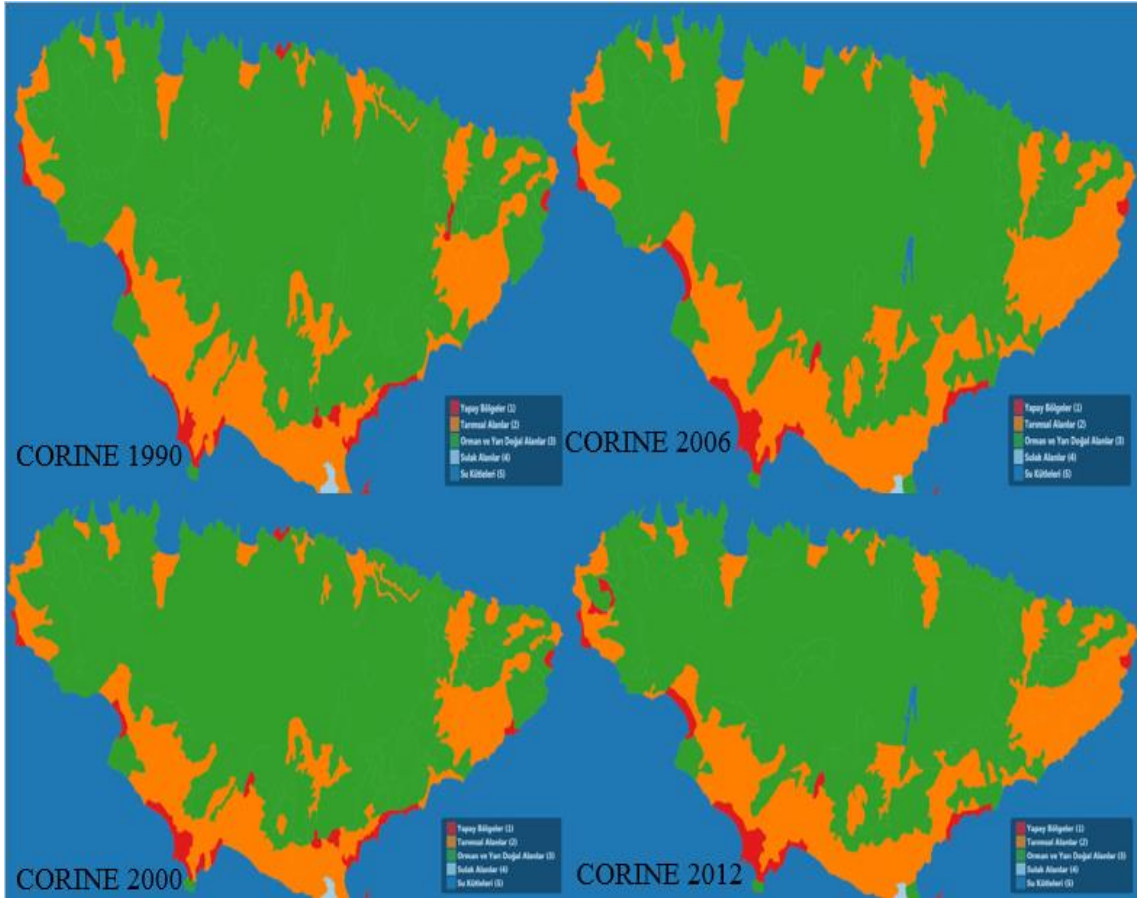 Yapay Bölgeler (1)
Tarımsal Alanlar (2)
Orman ve Yarı Doğal Alanlar (3)
Sulak Alanlar (4)
Su Kütleleri (5)
CORINE 1990
Yapay Bölgeler (1)
Tarımsal Alanlar (2)
Orman ve Yarı Doğal Alanlar (3)
Sulak Alanlar (4)
Su Kütleleri (5)
CORINE 2006
Yapay Bölgeler (1)
Tarımsal Alanlar (2)
Orman ve Yarı Doğal Alanlar (3)
Sulak Alanlar (4)
Su Kütleleri (5)
CORINE 2000
Yapay Bölgeler (1)
Tarımsal Alanlar (2)
Orman ve Yarı Doğal Alanlar (3)
Sulak Alanlar (4)
Su Kütleleri (5)
CORINE 2012